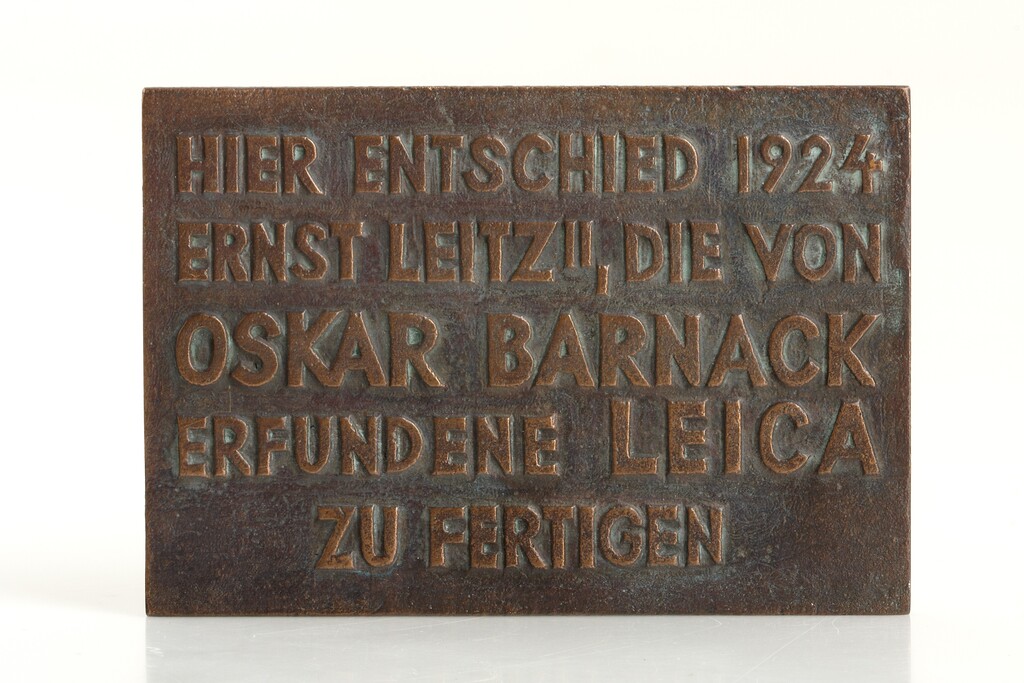 HIER ENTSCHIED 1924
ERNST LEITZ II, DIE VON
OSKAR BARNACK
ERFUNDENE LEICA
ZU FERTIGEN